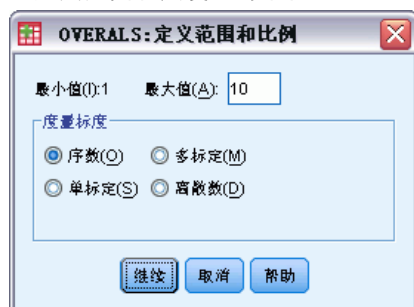 OVERALS:定义范围和比例
最小值(I):1 最大值(A): 10
度量标度
序数(O) 多标定(M)
单标定(S) 离散数(D)
继续 取消 帮助